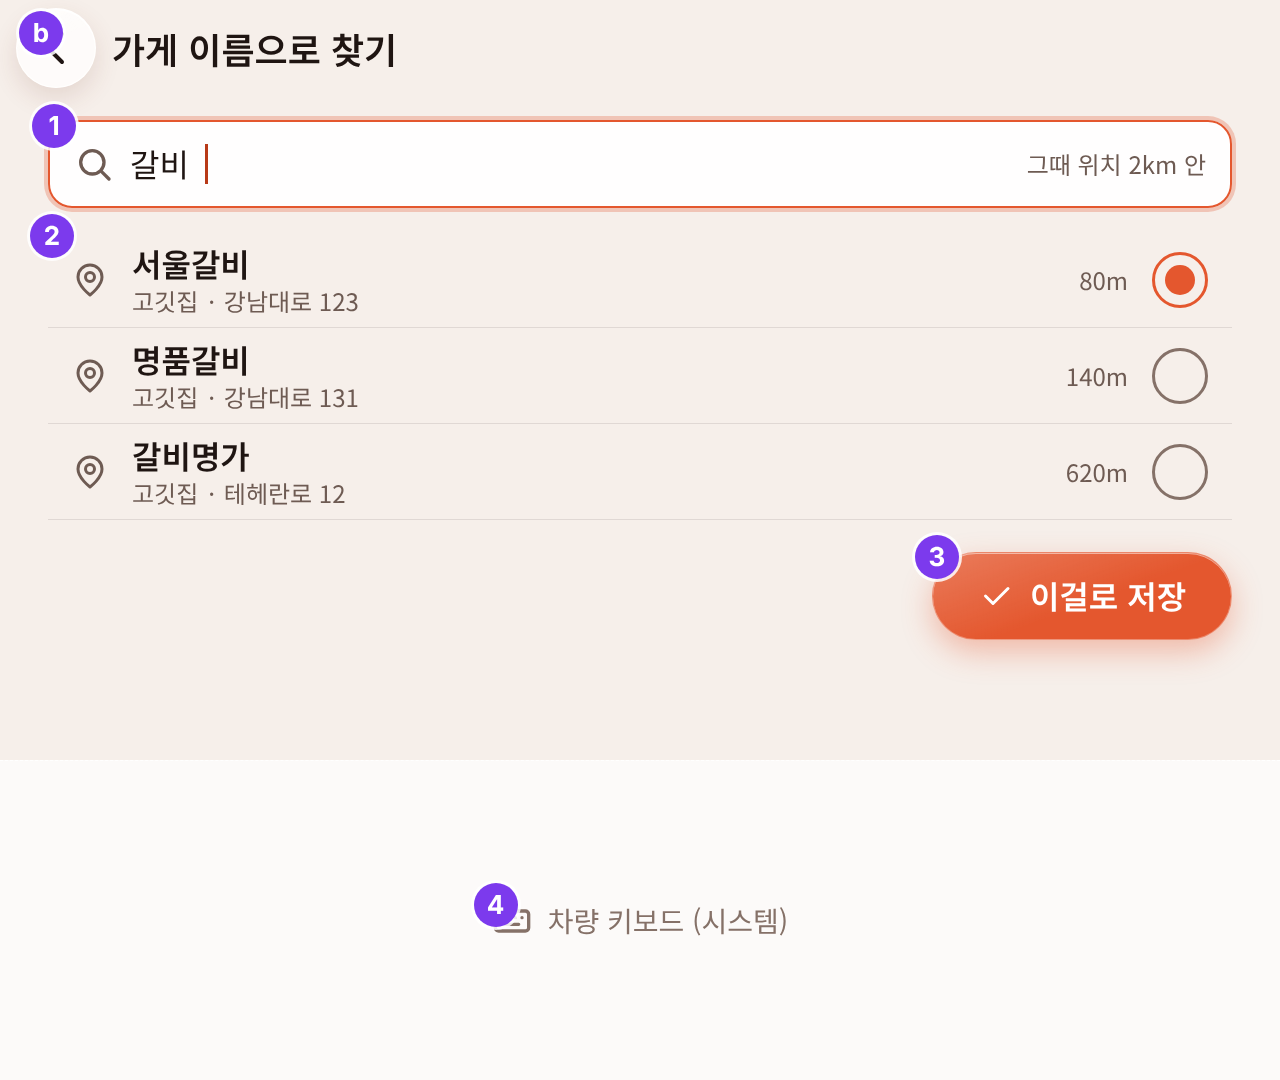 b
가게 이름으로 찾기
1
갈비
그때 위치 2km 안
2
서울갈비
고깃집 · 강남대로 123
80m
명품갈비
고깃집 · 강남대로 131
140m
갈비명가
고깃집 · 테헤란로 12
620m
3
이걸로 저장
4
차량 키보드 (시스템)